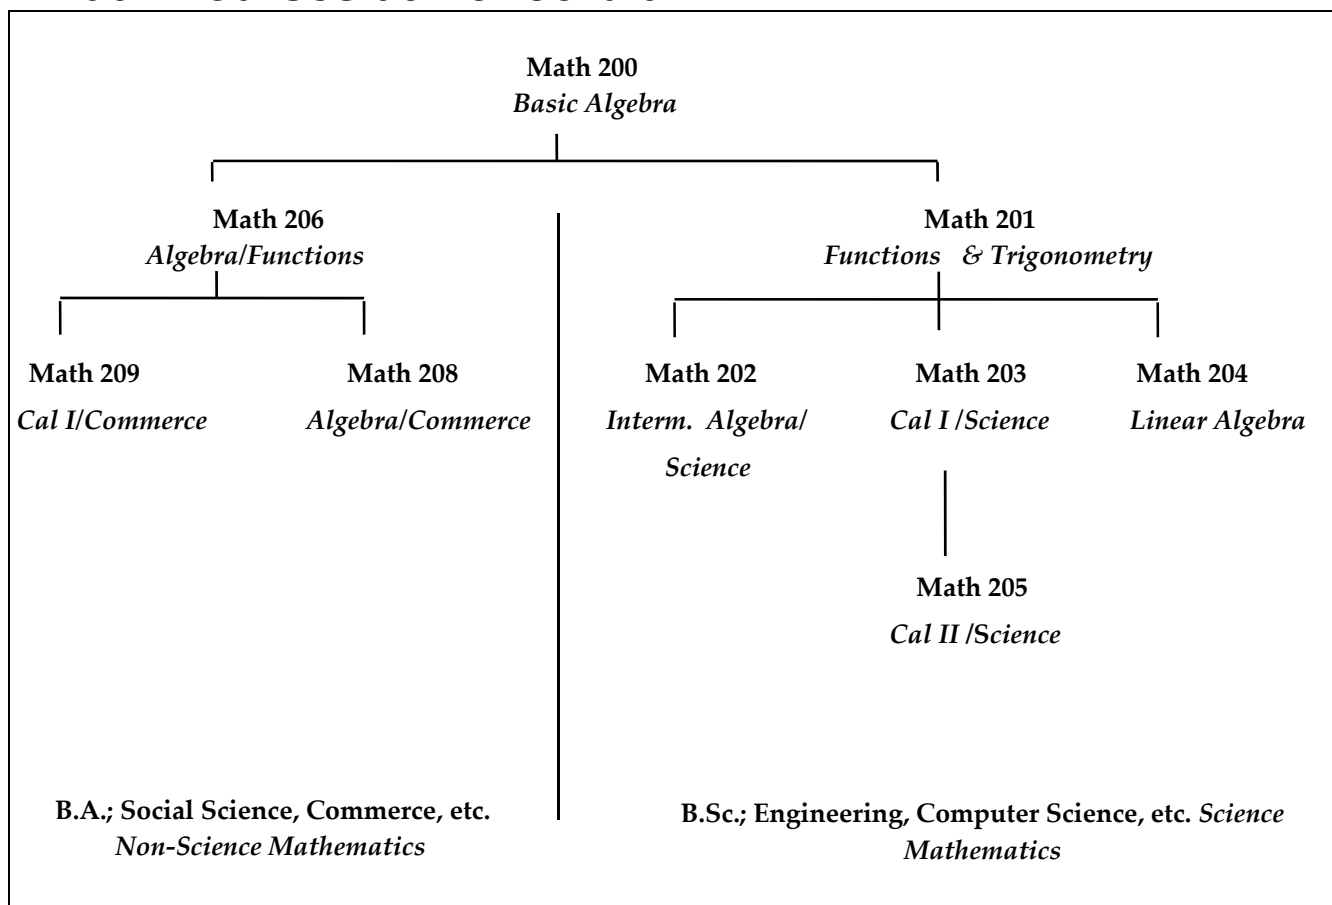 Math 200
Basic Algebra
Math 206
Algebra/Functions
Math 201
Functions & Trigonometry
Math 209
Cal I/Commerce
Math 208
Algebra/Commerce
Math 202
Interm. Algebra/
Science
Math 203
Cal I /Science
Math 204
Linear Algebra
Math 205
Cal II /Science
B.A.; Social Science, Commerce, etc.
Non-Science Mathematics
B.Sc.; Engineering, Computer Science, etc. Science
Mathematics